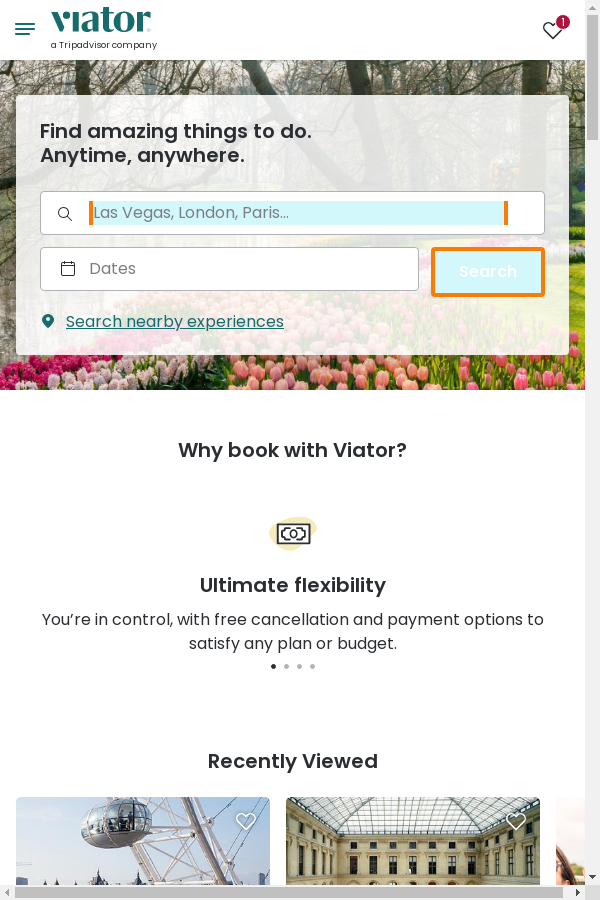 viator
a Tripadvisor company
1
Find amazing things to do.
Anytime, anywhere.
Las Vegas, London, Paris...
Dates
Search
Search nearby experiences
Why book with Viator?
Ultimate flexibility
You’re in control, with free cancellation and payment options to
satisfy any plan or budget.
Recently Viewed